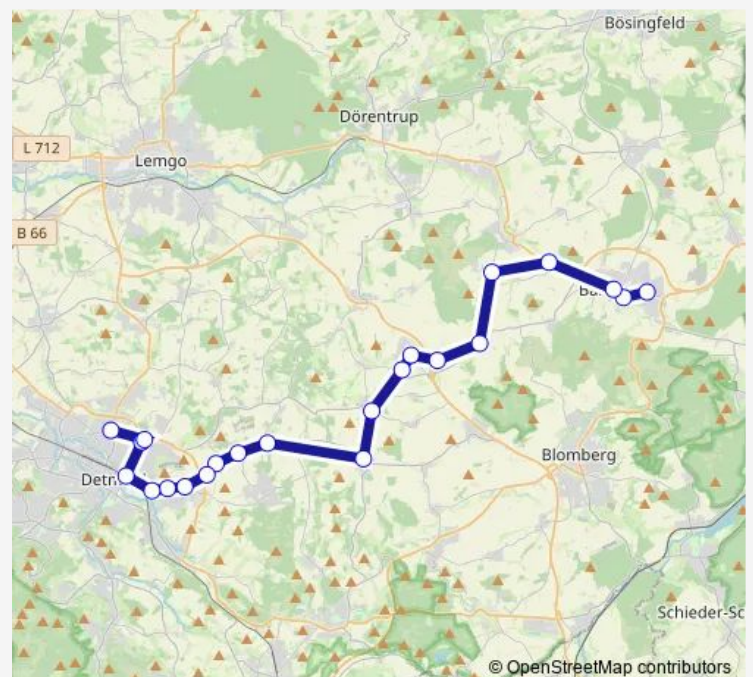 Bösingfeld
Dörentrup
L 712
Lemgo
B 66
Blomberg
© OpenStreetMap contributors